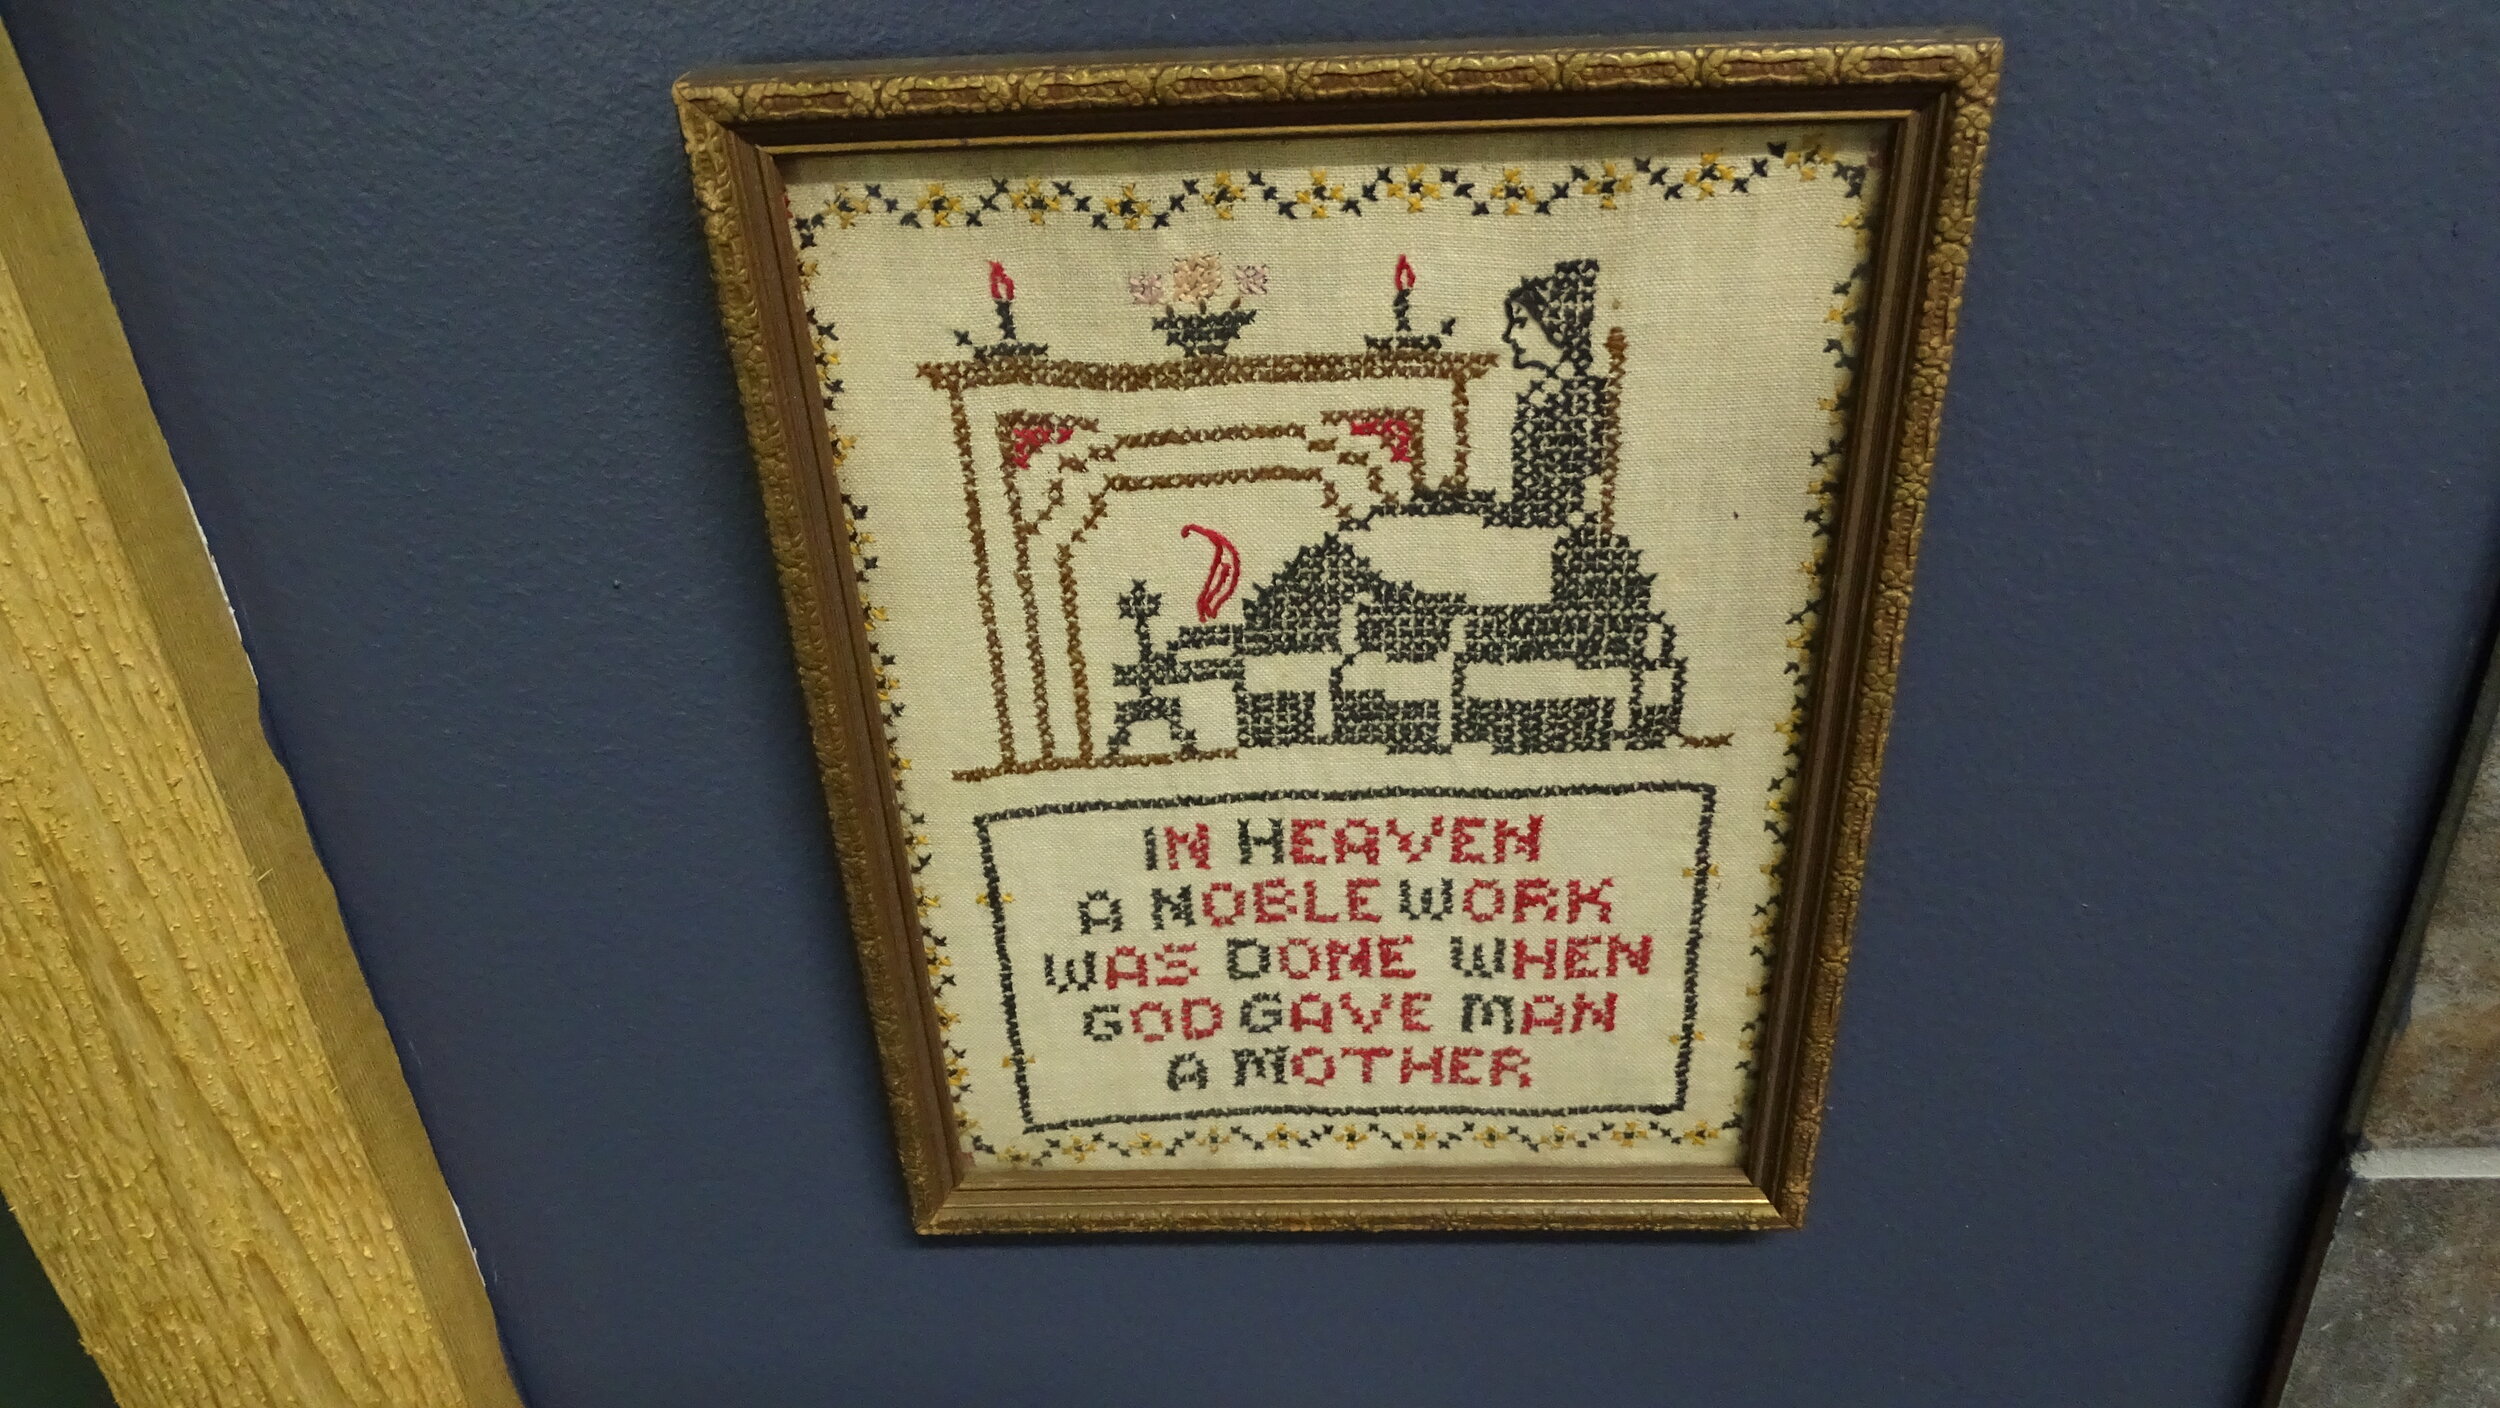 IN HEAVEN
A NOBLE WORK
WAS DONE WHEN
GOD GAVE MAN
A MOTHER